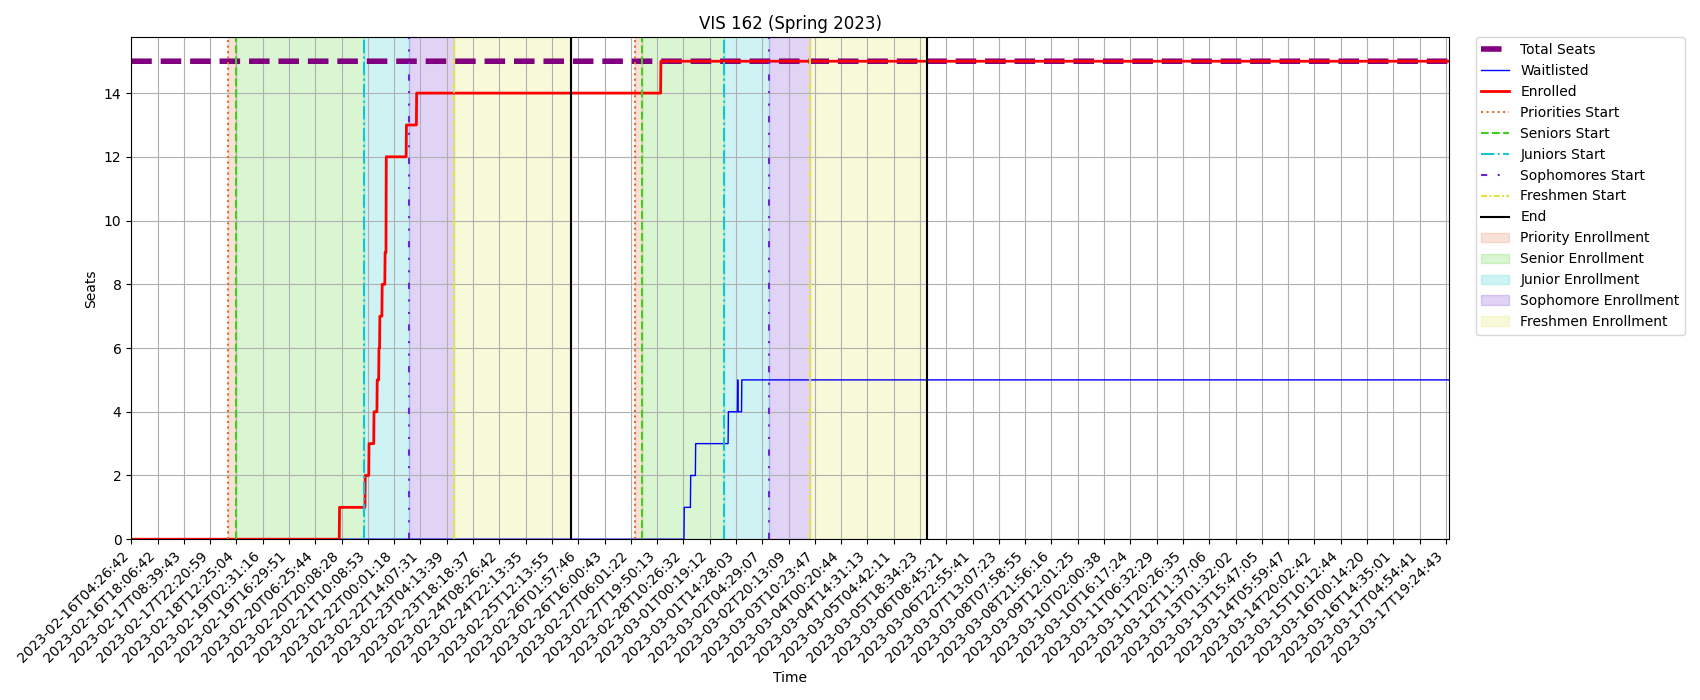 VIS 162 (Spring 2023)
Seats
14
12
10
8
6
4
2
0
2023-02-16T04:26:42
2023-02-16T18:06:42
2023-02-17T08:39:43
2023-02-17T22:20:59
2023-02-18T12:25:04
2023-02-19T02:31:16
2023-02-19T16:29:51
2023-02-20T06:25:44
2023-02-20T20:08:28
2023-02-21T10:08:53
2023-02-22T00:01:18
2023-02-22T14:07:31
2023-02-23T04:13:39
2023-02-23T18:18:37
2023-02-24T08:26:42
2023-02-24T22:13:35
2023-02-25T12:13:55
2023-02-26T01:57:46
2023-02-26T16:00:43
2023-02-27T06:01:22
2023-02-27T19:50:13
2023-02-28T10:26:32
2023-03-01T00:19:12
2023-03-01T14:28:03
2023-03-02T04:29:07
2023-03-02T20:13:09
2023-03-03T10:23:47
2023-03-04T00:20:44
2023-03-04T14:31:13
2023-03-05T04:42:11
2023-03-05T18:34:23
2023-03-06T08:45:21
2023-03-06T22:55:41
2023-03-07T13:07:23
2023-03-08T07:58:55
2023-03-08T21:56:16
2023-03-09T12:01:25
2023-03-10T02:00:38
2023-03-10T16:17:24
2023-03-11T06:32:29
2023-03-11T20:26:35
2023-03-12T11:37:06
2023-03-13T01:32:02
2023-03-13T15:47:05
2023-03-14T05:59:47
2023-03-14T20:02:42
2023-03-15T10:12:44
2023-03-16T00:14:20
2023-03-16T14:35:01
2023-03-17T04:54:41
2023-03-17T19:24:43
Time
Total Seats
Waitlisted
Enrolled
Priorities Start
Seniors Start
Juniors Start
Sophomores Start
Freshmen Start
End
Priority Enrollment
Senior Enrollment
Junior Enrollment
Sophomore Enrollment
Freshmen Enrollment